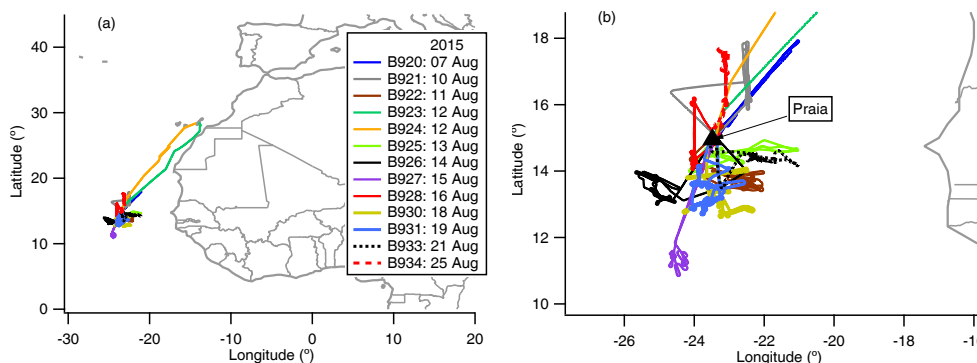 (a)
Latitude (º)
40
30
20
10
0
-30
-20
-10
0
10
20
Longitude (º)
2015
B920: 07 Aug
B921: 10 Aug
B922: 11 Aug
B923: 12 Aug
B924: 12 Aug
B925: 13 Aug
B926: 14 Aug
B927: 15 Aug
B928: 16 Aug
B930: 18 Aug
B931: 19 Aug
B933: 21 Aug
B934: 25 Aug
(b)
Latitude (º)
18
16
14
12
10
-26
-24
-22
-20
-18
-16
Longitude (º)
Praia